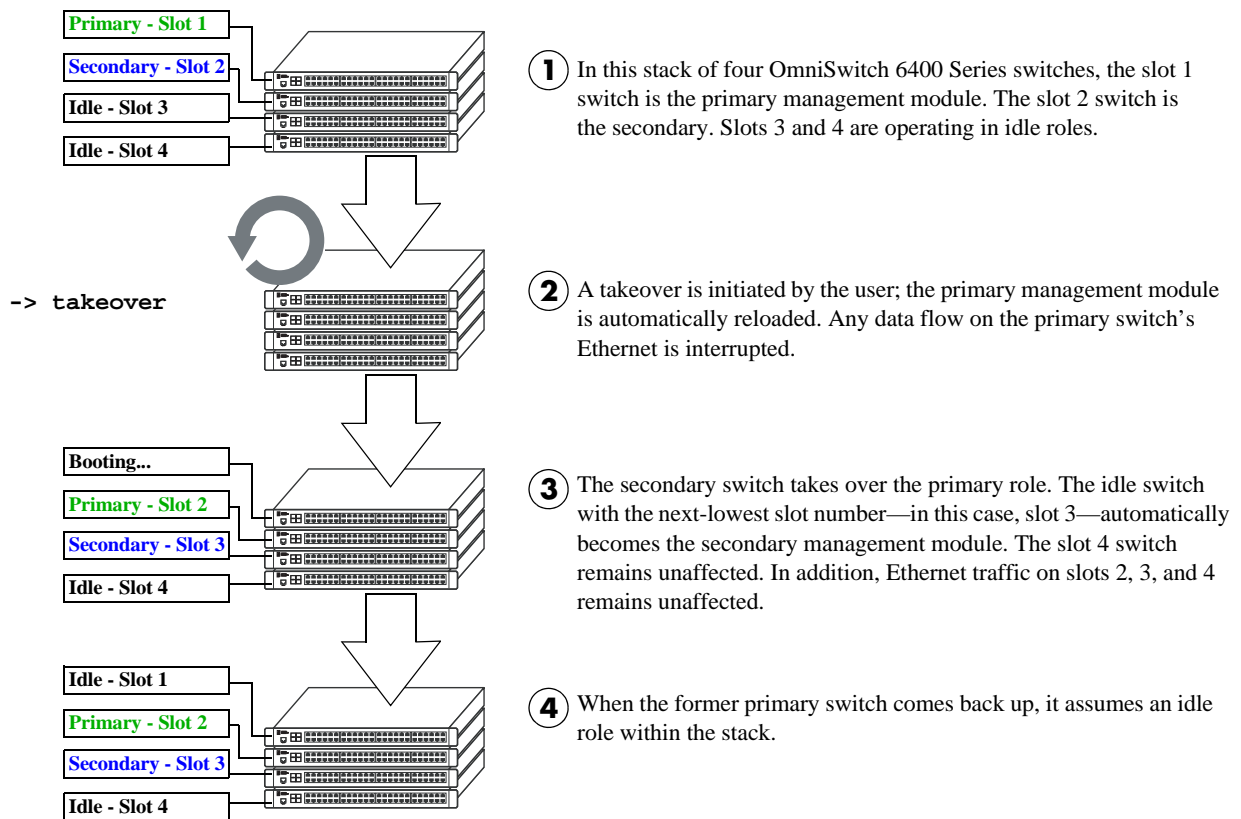 Primary - Slot 1
Secondary - Slot 2
Idle - Slot 3
Idle - Slot 4
1 In this stack of four OmniSwitch 6400 Series switches, the slot 1
switch is the primary management module. The slot 2 switch is
the secondary. Slots 3 and 4 are operating in idle roles.
-> takeover
2 A takeover is initiated by the user; the primary management module
is automatically reloaded. Any data flow on the primary switch’s
Ethernet is interrupted.
Booting...
Primary - Slot 2
Secondary - Slot 3
Idle - Slot 4
3 The secondary switch takes over the primary role. The idle switch
with the next-lowest slot number—in this case, slot 3—automatically
becomes the secondary management module. The slot 4 switch
remains unaffected. In addition, Ethernet traffic on slots 2, 3, and 4
remains unaffected.
Idle - Slot 1
Primary - Slot 2
Secondary - Slot 3
Idle - Slot 4
4 When the former primary switch comes back up, it assumes an idle
role within the stack.